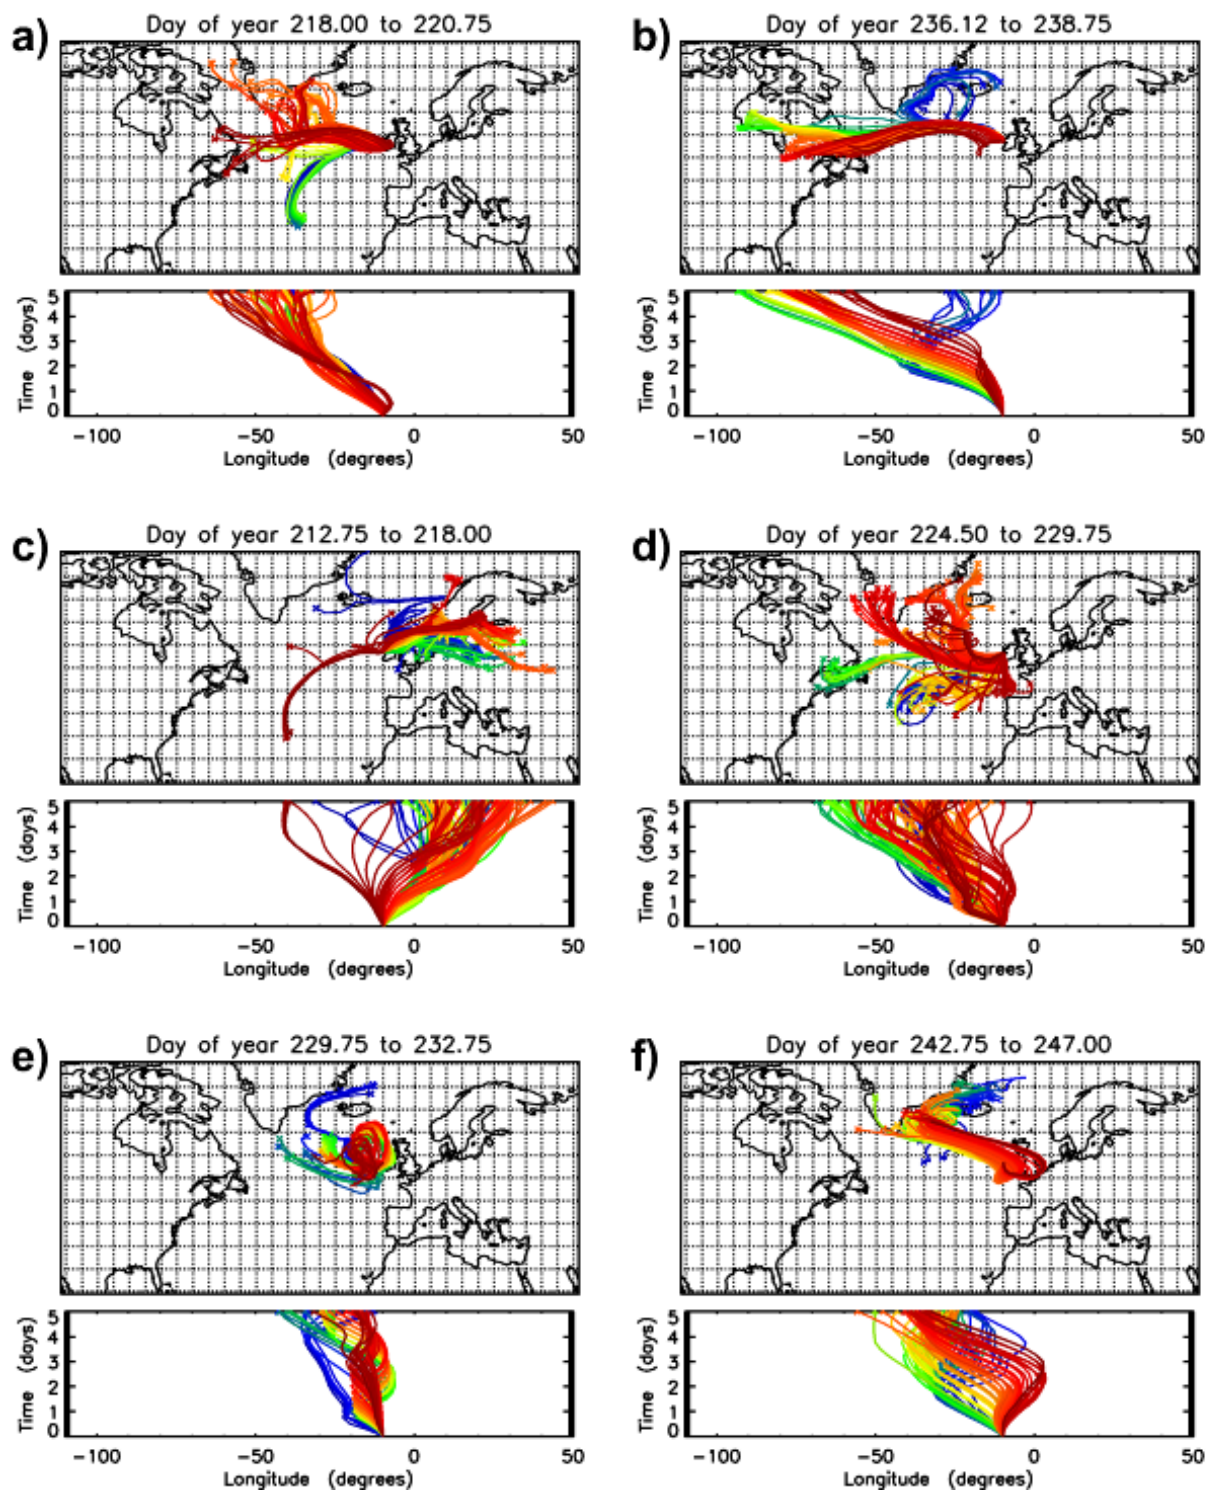 a) Day of year 218.00 to 220.75
b) Day of year 236.12 to 238.75
Time (days)
5
4
3
2
1
0
-100 -50 0 50
Longitude (degrees)
Time (days)
5
4
3
2
1
0
-100 -50 0 50
Longitude (degrees)
c) Day of year 212.75 to 218.00
d) Day of year 224.50 to 229.75
Time (days)
5
4
3
2
1
0
-100 -50 0 50
Longitude (degrees)
Time (days)
5
4
3
2
1
0
-100 -50 0 50
Longitude (degrees)
e) Day of year 229.75 to 232.75
f) Day of year 242.75 to 247.00
Time (days)
5
4
3
2
1
0
-100 -50 0 50
Longitude (degrees)
Time (days)
5
4
3
2
1
0
-100 -50 0 50
Longitude (degrees)